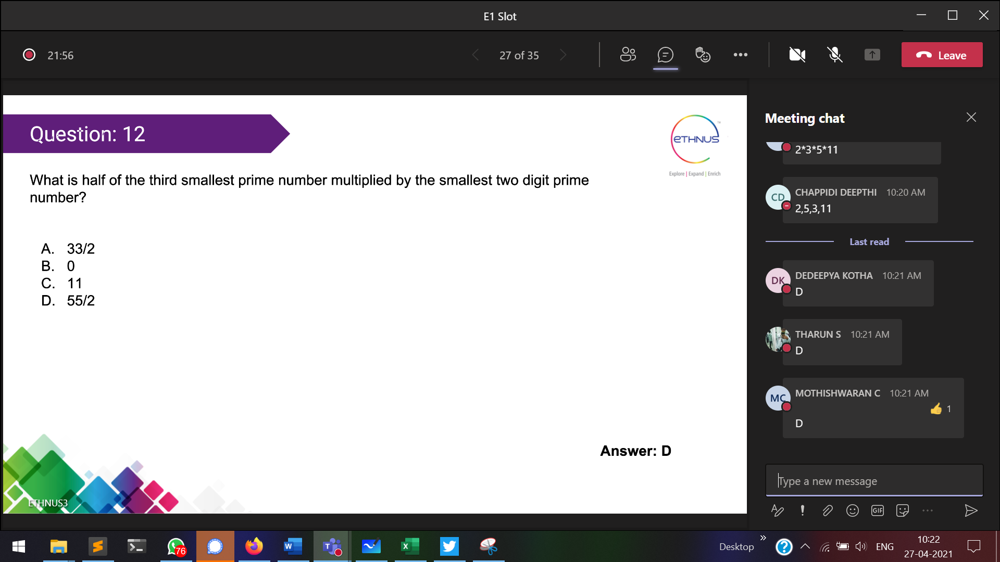 E1 Slot
21:56
27 of 35
Leave
Question: 12
ETHNUS
TM
Explore | Expand | Enrich
What is half of the third smallest prime number multiplied by the smallest two digit prime
number?
A. 33/2
B. 0
C. 11
D. 55/2
Answer: D
ETHNUS3
Meeting chat
2*3*5*11
CD
CHAPPIDI DEEPTHI 10:20 AM
2,5,3,11
Last read
DK
DEDEEPYA KOTHA 10:21 AM
D
THARUN S 10:21 AM
D
MC
MOTHISHWARAN C 10:21 AM
1
D
Type a new message
GIF
76
Desktop
ENG
10:22
27-04-2021